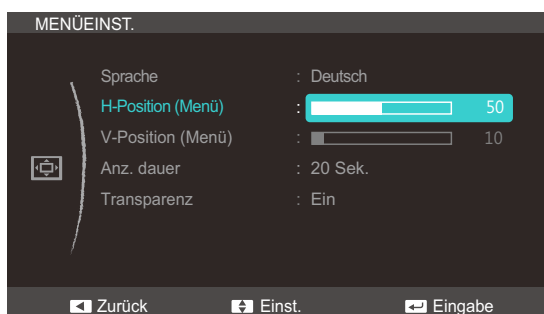 MENÜEINST.
Sprache : Deutsch
H-Position (Menü) : 50
V-Position (Menü) : 10
Anz. dauer : 20 Sek.
Transparenz : Ein
Zurück Einst. Eingabe